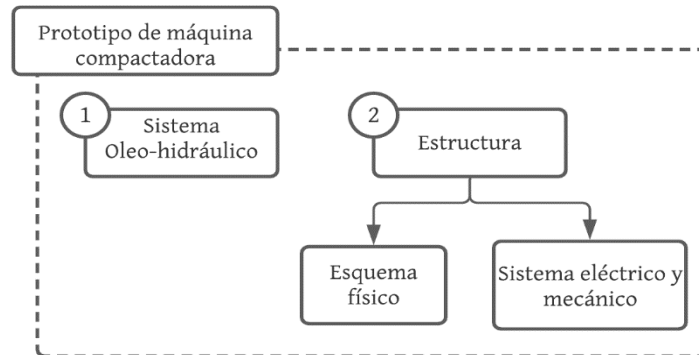 Prototipo de máquina
compactadora
1
Sistema
Oleo-hidráulico
2
Estructura
Esquema
físico
Sistema eléctrico y
mecánico